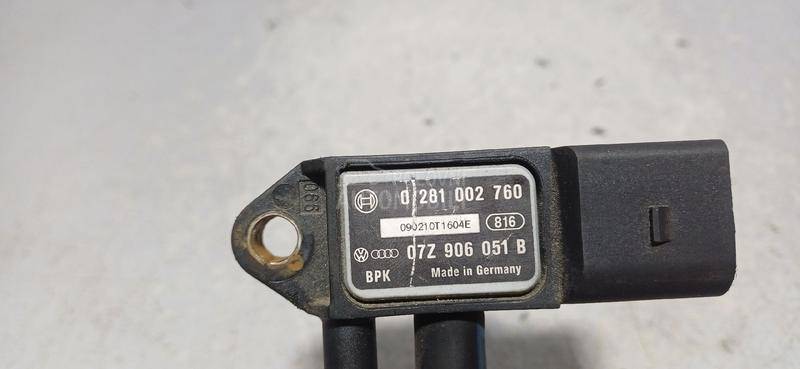 0 281 002 760
090210T1604E
816
07Z 906 051 B
BPK Made in Germany